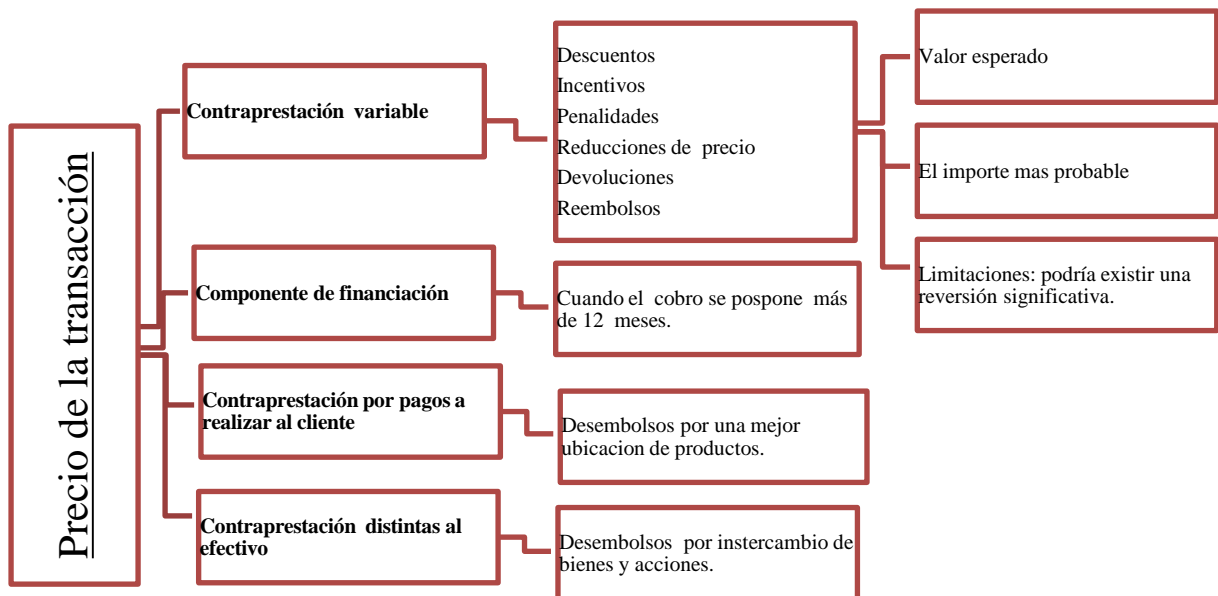 Precio de la transacción
Contraprestación variable
Descuentos
Incentivos
Penalidades
Reducciones de precio
Devoluciones
Reembolsos
Valor esperado
El importe mas probable
Limitaciones: podría existir una
reversión significativa.
Componente de financiación
Cuando el cobro se pospone más
de 12 meses.
Contraprestación por pagos a
realizar al cliente
Desembolsos por una mejor
ubicacion de productos.
Contraprestación distintas al
efectivo
Desembolsos por instercambio de
bienes y acciones.